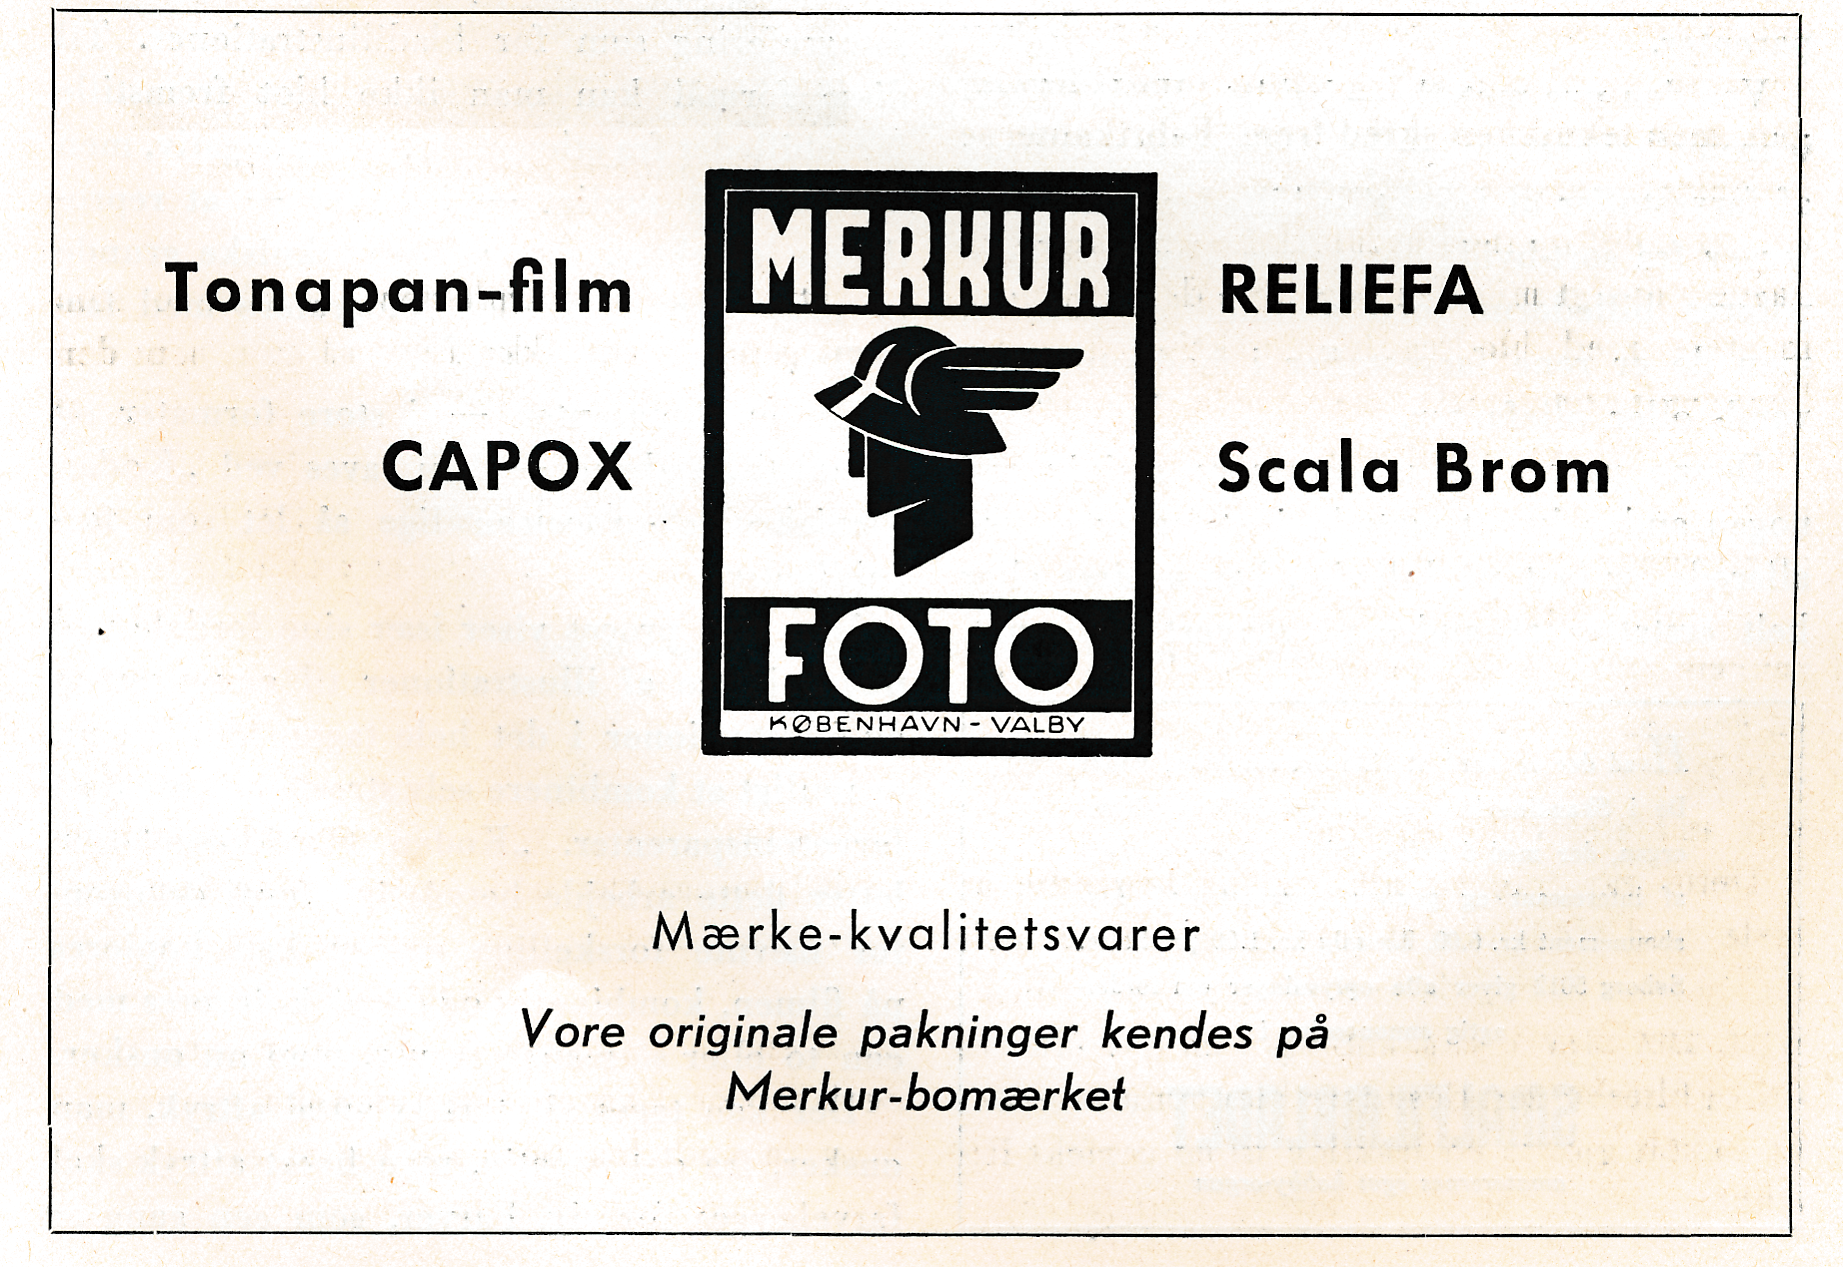 MERKUR
Tonapan-film
RELIEFA
CAPOX
Scala Brom
FOTO
KØBENHAVN - VALBY
Mærke-kvalitetsvarer
Vore originale pakninger kendes på
Merkur-bomærket